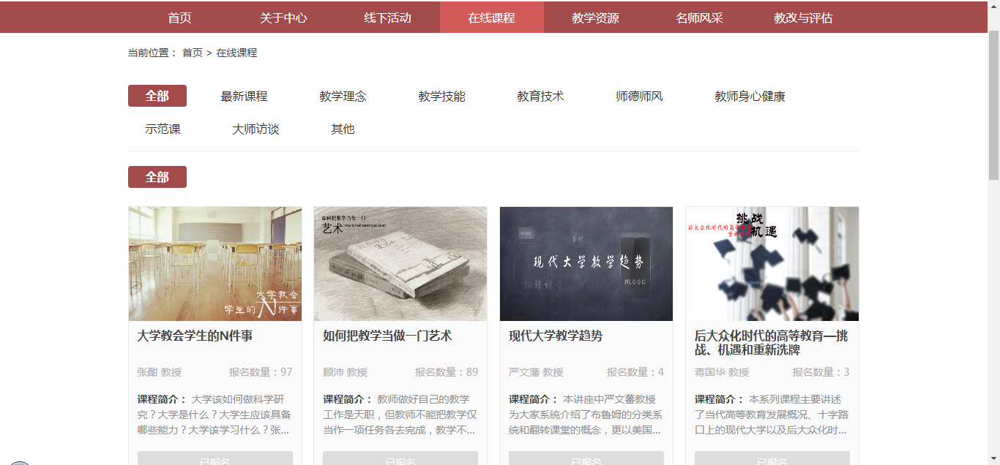 首页 关于中心 线下活动 在线课程 教学资源 名师风采 教改与评估
当前位置： 首页 > 在线课程
全部 最新课程 教学理念 教学技能 教育技术 师德师风 教师身心健康
示范课 大师访谈 其他
全部
大学教会
学生的N件事
如何把教学当作一门
艺术 How to treat teaching as an art
慕课
现代大学教学趋势
翻转课堂
mooc
挑战
后大众化时代的高等教育
机遇
大学教会学生的N件事
张酣 教授 报名数量：97
课程简介： 大学该如何做科学研
究？大学是什么？大学生应该具备
哪些能力？大学该学习什么？张...
已报名
如何把教学当做一门艺术
顾沛 教授 报名数量：89
课程简介： 教师做好自己的教学
工作是天职，但教师不能把教学仅
当作一项任务各去完成，教学不...
已报名
现代大学教学趋势
严文蕃 教授 报名数量：4
课程简介： 本讲座中严文蕃教授
为大家系统介绍了布鲁姆的分类系
统和翻转课堂的概念，更以美国...
已报名
后大众化时代的高等教育—挑
战、机遇和重新洗牌
蒋国华 教授 报名数量：3
课程简介： 本系列课程主要讲述
了当代高等教育发展概况、十字路
口上的现代大学以及后大众化时...
已报名